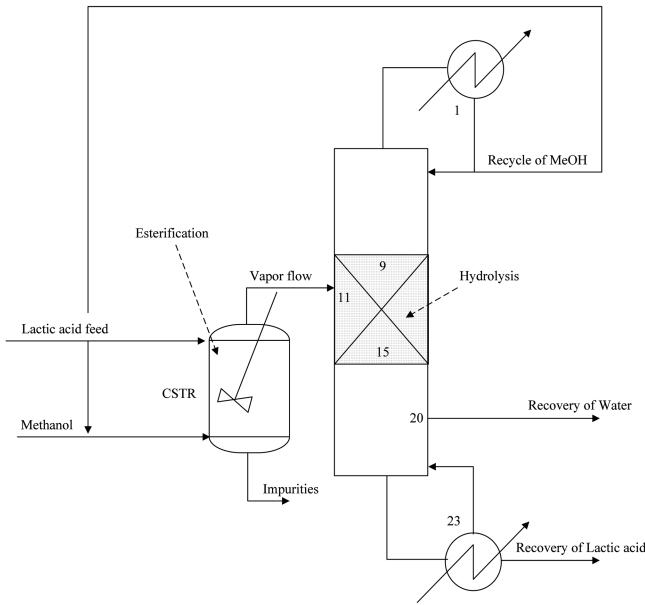 1
Recycle of MeOH
Esterification
Vapor flow
9
Hydrolysis
11
Lactic acid feed
15
CSTR
Recovery of Water
20
Methanol
Impurities
23
Recovery of Lactic acid